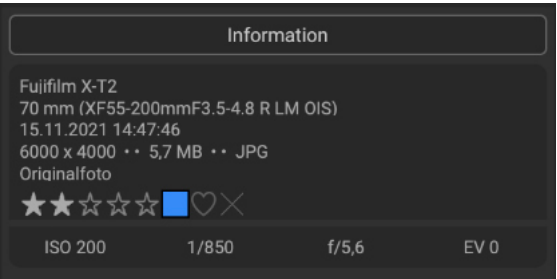 Information
Fujifilm X-T2
70 mm (XF55-200mmF3.5-4.8 R LM OIS)
15.11.2021 14:47:46
6000 x 4000 •• 5,7 MB •• JPG
Originalfoto
ISO 200 1/850 f/5,6 EV 0